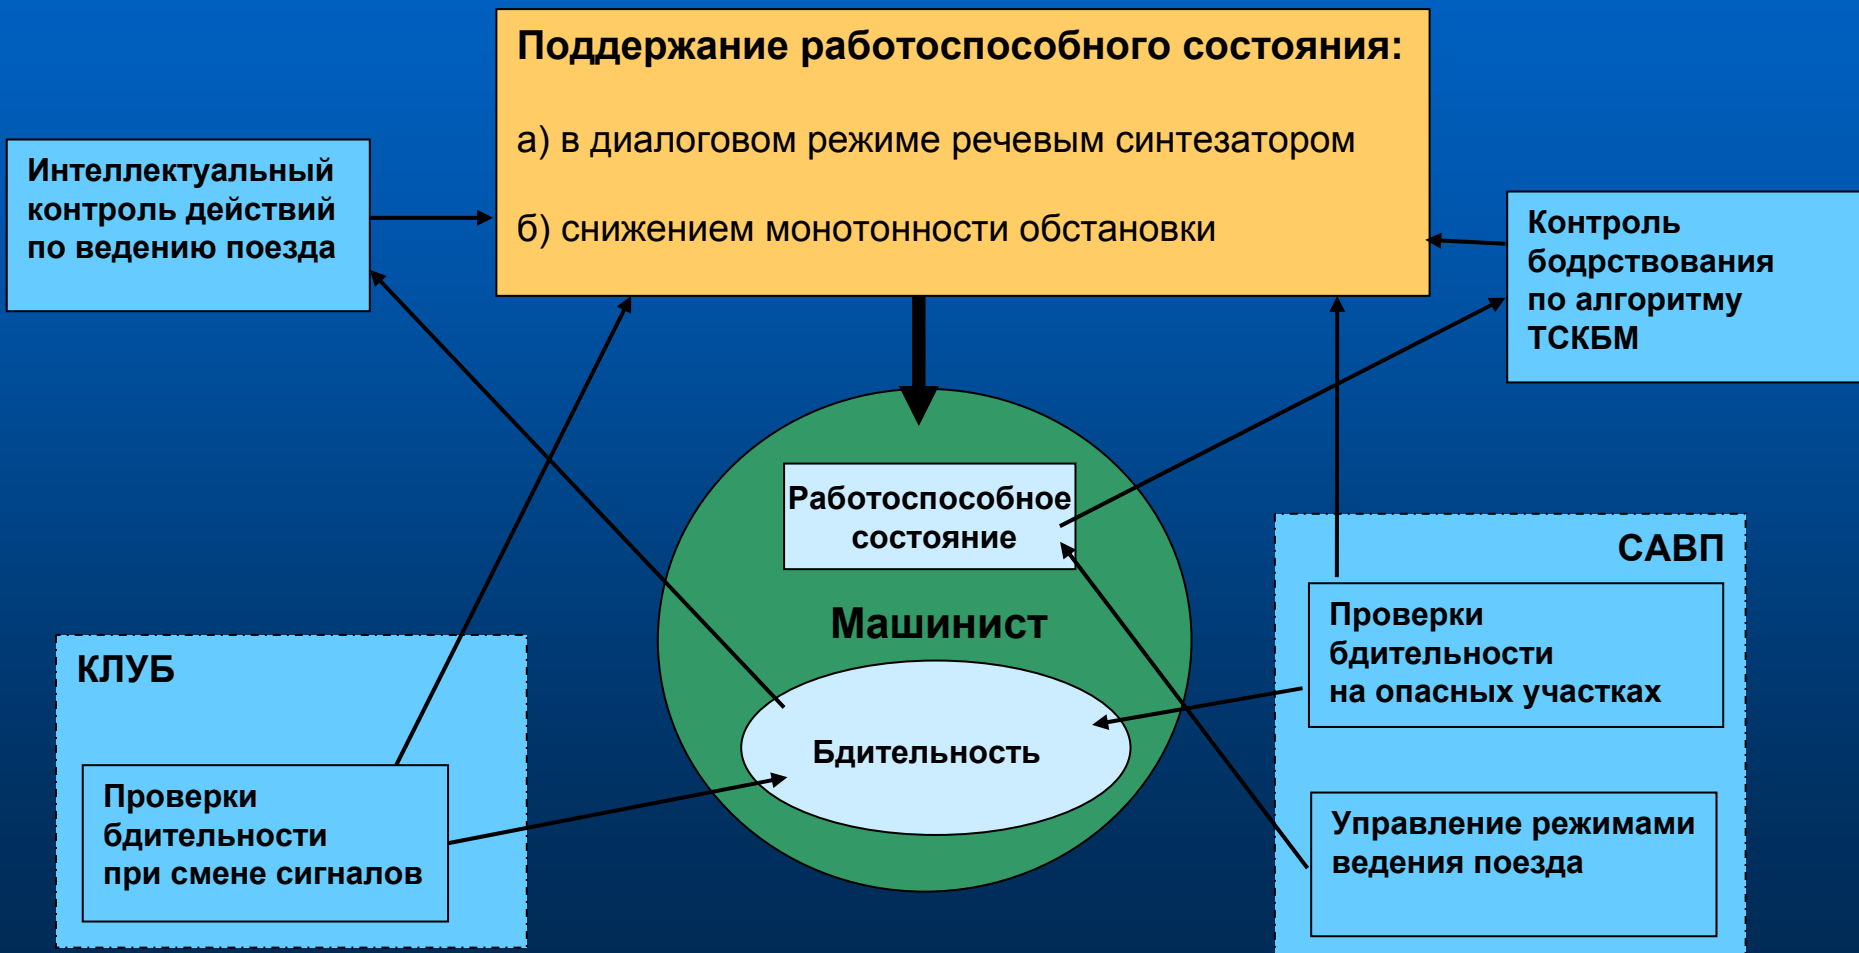 Поддержание работоспособного состояния:
а) в диалоговом режиме речевым синтезатором
б) снижением монотонности обстановки
Интеллектуальный
контроль действий
по ведению поезда
Контроль
бодрствования
по алгоритму
ТСКБМ
Работоспособное
состояние
Машинист
Бдительность
КЛУБ
Проверки
бдительности
при смене сигналов
САВП
Проверки
бдительности
на опасных участках
Управление режимами
ведения поезда